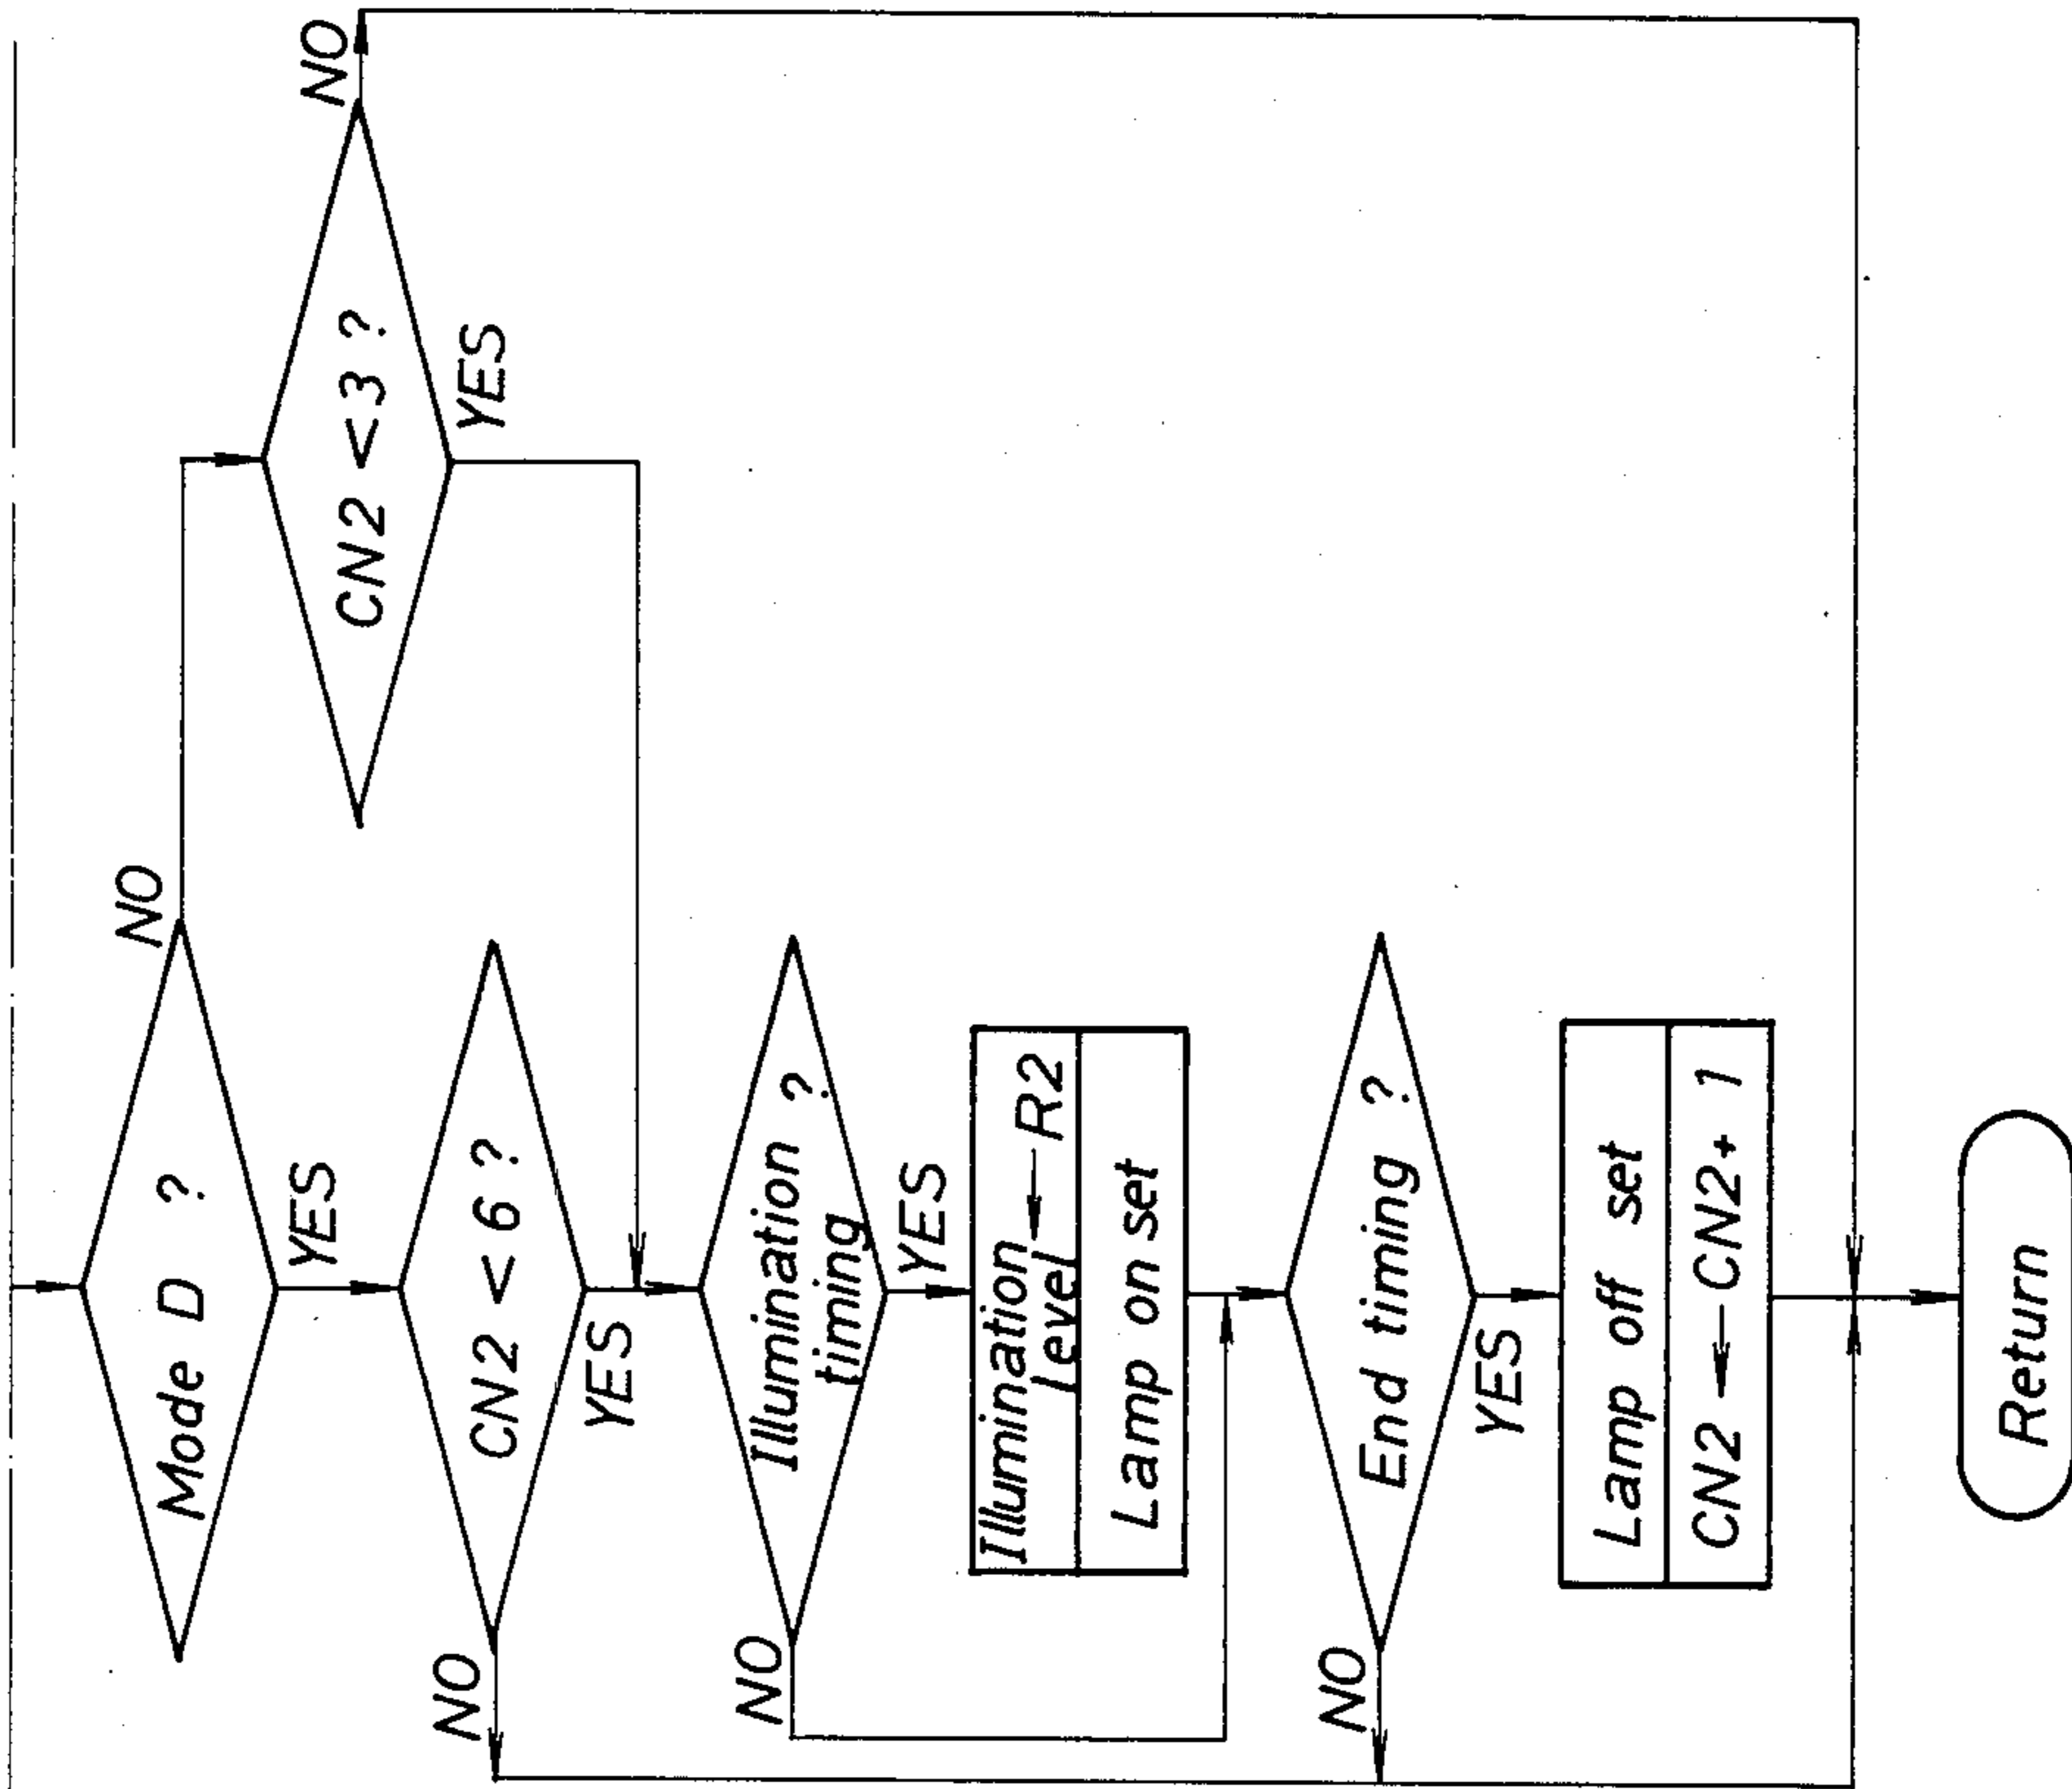 Mode D ?
NO
YES
CN2 < 3 ?
NO
YES
CN2 < 6 ?
NO
YES
Illumination ?
timing
NO
YES
Illumination ← R2
level
Lamp on set
End timing ?
NO
YES
Lamp off set
CN2 ← CN2+ 1
Return